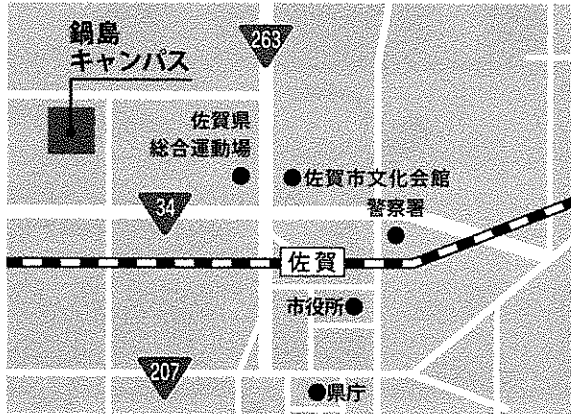 鍋島
キャンパス
263
佐賀県
総合運動場
佐賀市文化会館
34
警察署
佐賀
市役所
207
県庁